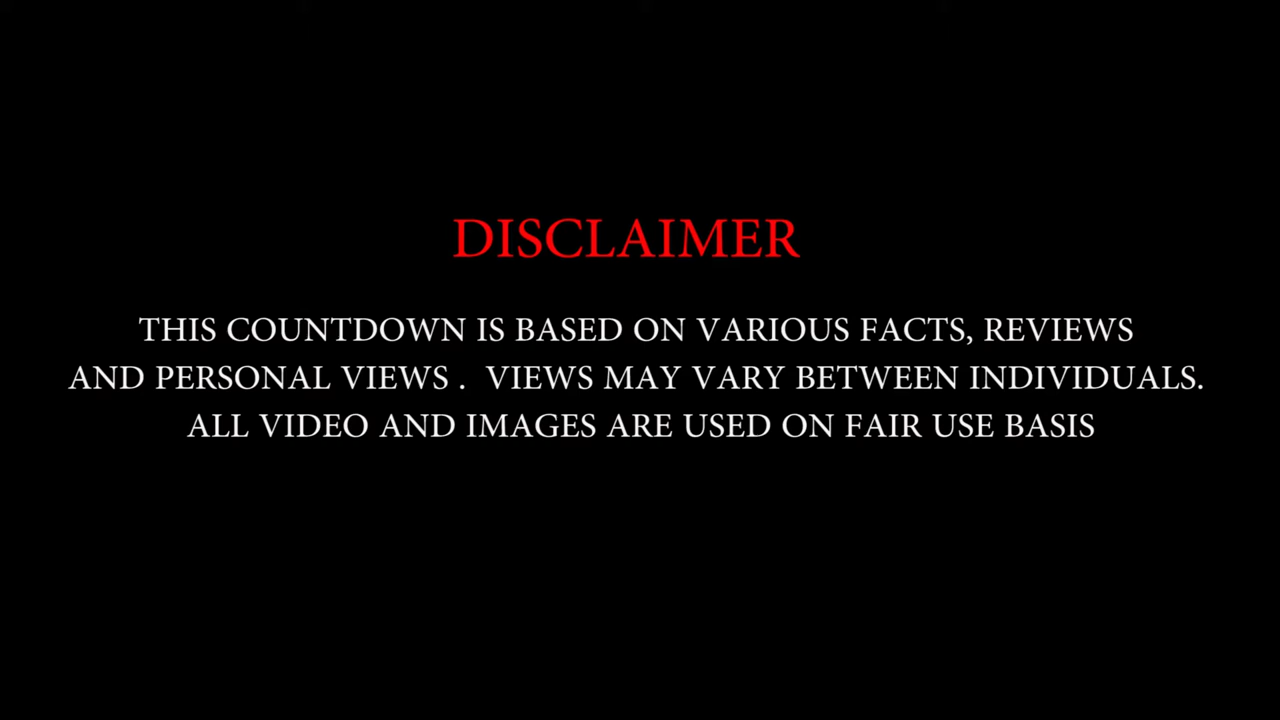 DISCLAIMER
THIS COUNTDOWN IS BASED ON VARIOUS FACTS, REVIEWS
AND PERSONAL VIEWS .  VIEWS MAY VARY BETWEEN INDIVIDUALS.
ALL VIDEO AND IMAGES ARE USED ON FAIR USE BASIS